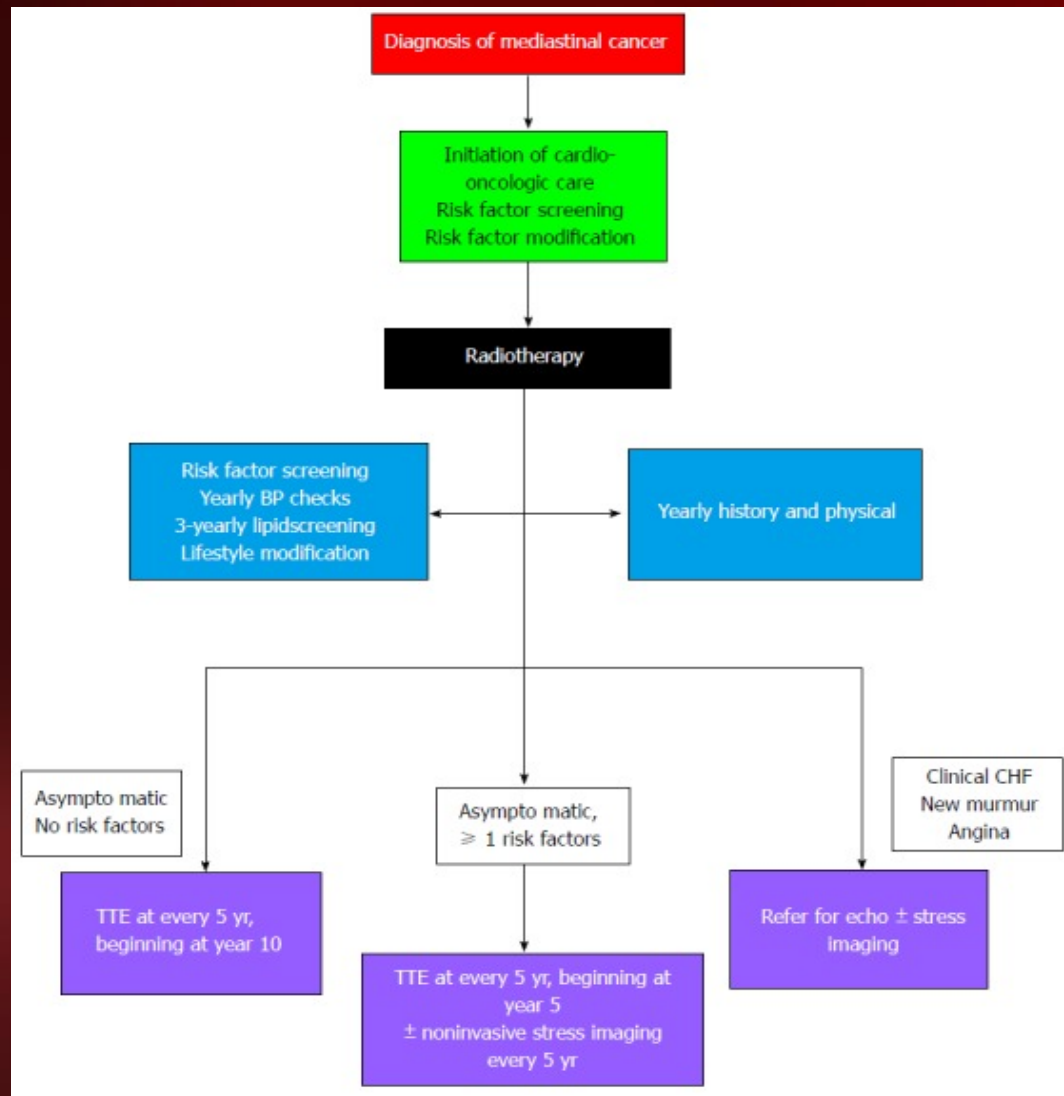 Diagnosis of mediastinal cancer
Initiation of cardio-
oncologic care
Risk factor screening
Risk factor modification
Radiotherapy
Risk factor screening
Yearly BP checks
3-yearly lipidscreening
Lifestyle modification
Yearly history and physical
Asympto matic
No risk factors
Asympto matic,
⩾ 1 risk factors
Clinical CHF
New murmur
Angina
TTE at every 5 yr,
beginning at year 10
TTE at every 5 yr, beginning at
year 5
± noninvasive stress imaging
every 5 yr
Refer for echo ± stress
imaging